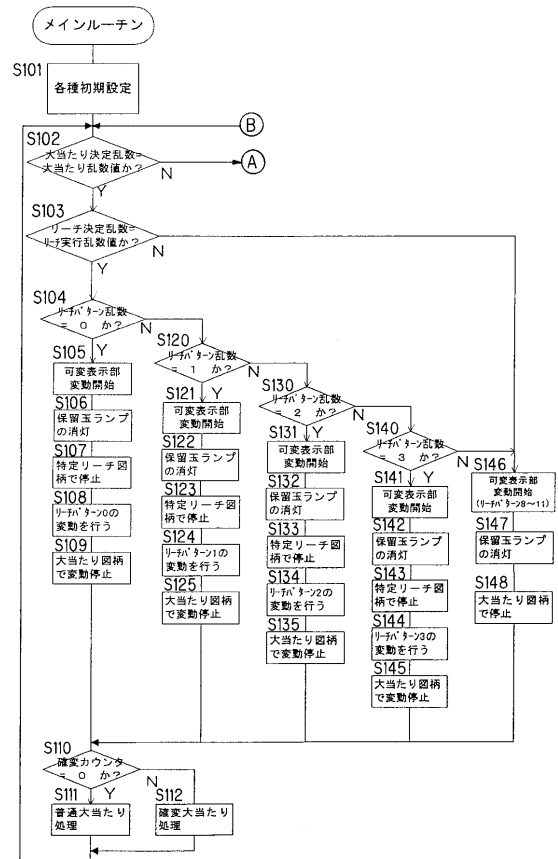 メインルーチン
S101
各種初期設定
B
S102
大当たり決定乱数=
大当たり乱数値か?
N
A
Y
S103
リーチ決定乱数=
リーチ実行乱数値か?
N
Y
S104
リーチパターン乱数
= 0 か?
N
Y
S105
可変表示部
変動開始
S106
保留玉ランプ
の消灯
S107
特定リーチ図
柄で停止
S108
リーチパターン0の
変動を行う
S109
大当たり図柄
で変動停止
S120
リーチパターン乱数
= 1 か?
N
Y
S121
可変表示部
変動開始
S122
保留玉ランプ
の消灯
S123
特定リーチ図
柄で停止
S124
リーチパターン1の
変動を行う
S125
大当たり図柄
で変動停止
S130
リーチパターン乱数
= 2 か?
N
Y
S131
可変表示部
変動開始
S132
保留玉ランプ
の消灯
S133
特定リーチ図
柄で停止
S134
リーチパターン2の
変動を行う
S135
大当たり図柄
で変動停止
S140
リーチパターン乱数
= 3 か?
N
Y
S141
可変表示部
変動開始
S142
保留玉ランプ
の消灯
S143
特定リーチ図
柄で停止
S144
リーチパターン3の
変動を行う
S145
大当たり図柄
で変動停止
S146
可変表示部
変動開始
(リーチパターン8~11)
S147
保留玉ランプ
の消灯
S148
大当たり図柄
で停止
S110
確変カウンタ
= 0 か?
N
Y
S111
普通大当たり
処理
S112
確変大当たり
処理